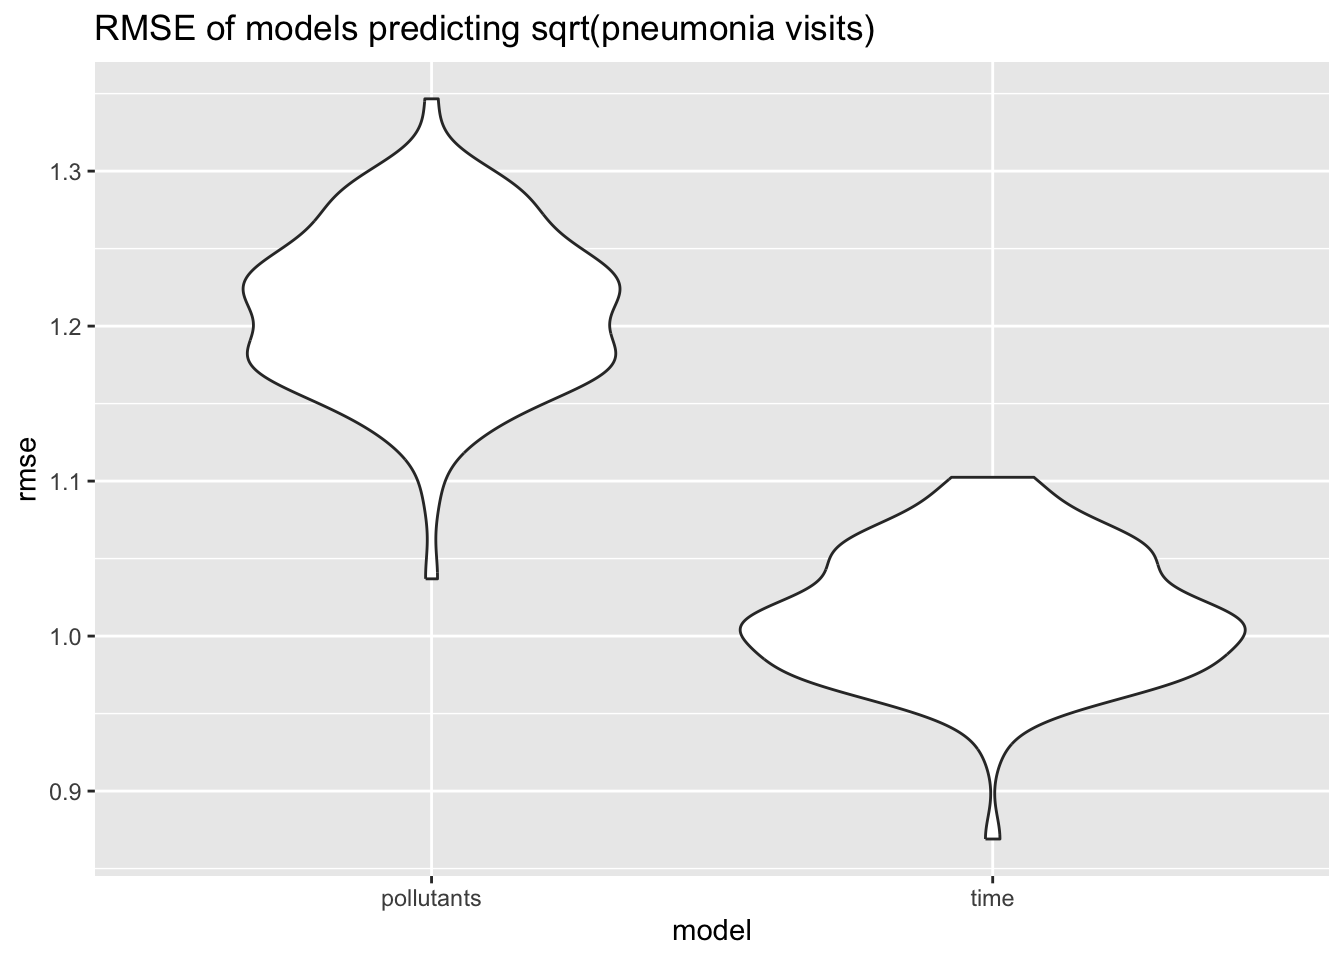 RMSE of models predicting sqrt(pneumonia visits)
rmse
1.3
1.2
1.1
1.0
0.9
pollutants time
model